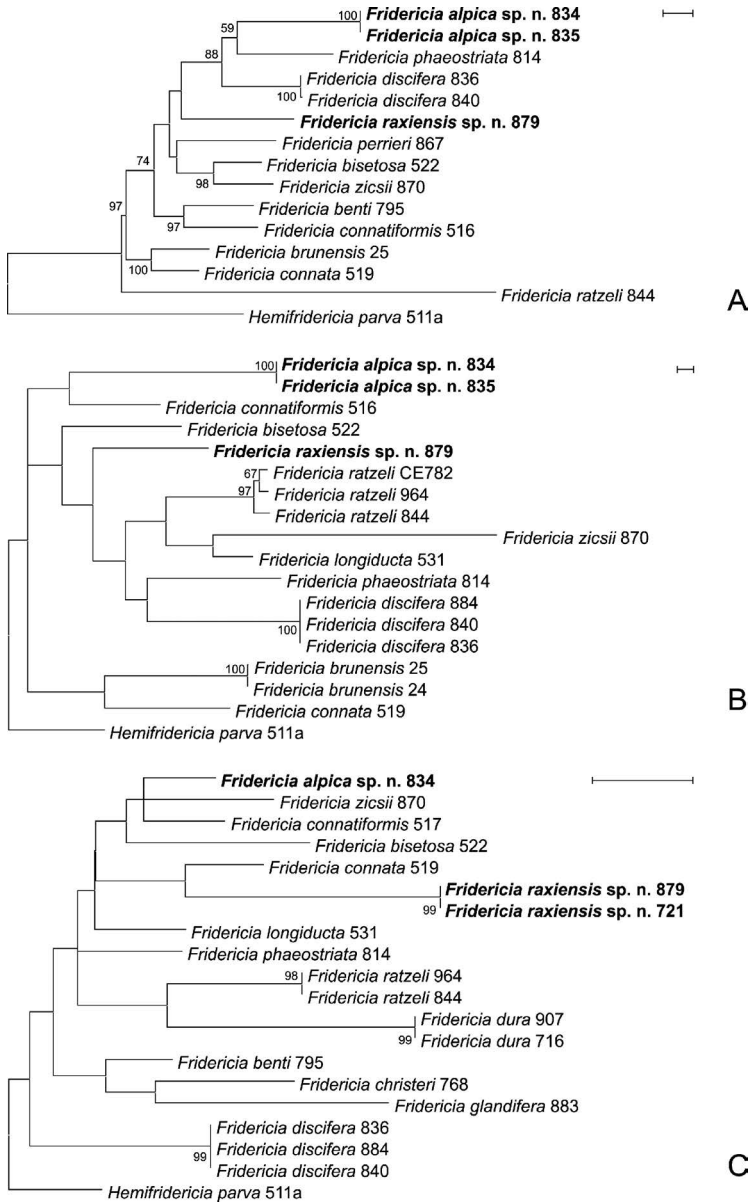 100 Fridericia alpica sp. n. 834
Fridericia alpica sp. n. 835
59
Fridericia phaeostriata 814
88
Fridericia discifera 836
100 Fridericia discifera 840
Fridericia raxiensis sp. n. 879
Fridericia perrieri 867
74
Fridericia bisetosa 522
98 Fridericia zicsii 870
97
Fridericia benti 795
97 Fridericia connatiformis 516
Fridericia brunensis 25
100 Fridericia connata 519
Fridericia ratzeli 844
A
Hemifridericia parva 511a
100 Fridericia alpica sp. n. 834
Fridericia alpica sp. n. 835
Fridericia connatiformis 516
Fridericia bisetosa 522
Fridericia raxiensis sp. n. 879
67 Fridericia ratzeli CE782
97 Fridericia ratzeli 964
Fridericia ratzeli 844
Fridericia zicsii 870
Fridericia longiducta 531
Fridericia phaeostriata 814
Fridericia discifera 884
Fridericia discifera 840
100
Fridericia discifera 836
100 Fridericia brunensis 25
Fridericia brunensis 24
B
Fridericia connata 519
Hemifridericia parva 511a
Fridericia alpica sp. n. 834
Fridericia zicsii 870
Fridericia connatiformis 517
Fridericia bisetosa 522
Fridericia connata 519
Fridericia raxiensis sp. n. 879
99 Fridericia raxiensis sp. n. 721
Fridericia longiducta 531
Fridericia phaeostriata 814
98 Fridericia ratzeli 964
Fridericia ratzeli 844
Fridericia dura 907
99 Fridericia dura 716
Fridericia benti 795
Fridericia christeri 768
Fridericia glandifera 883
Fridericia discifera 836
Fridericia discifera 884
99
Fridericia discifera 840
C
Hemifridericia parva 511a